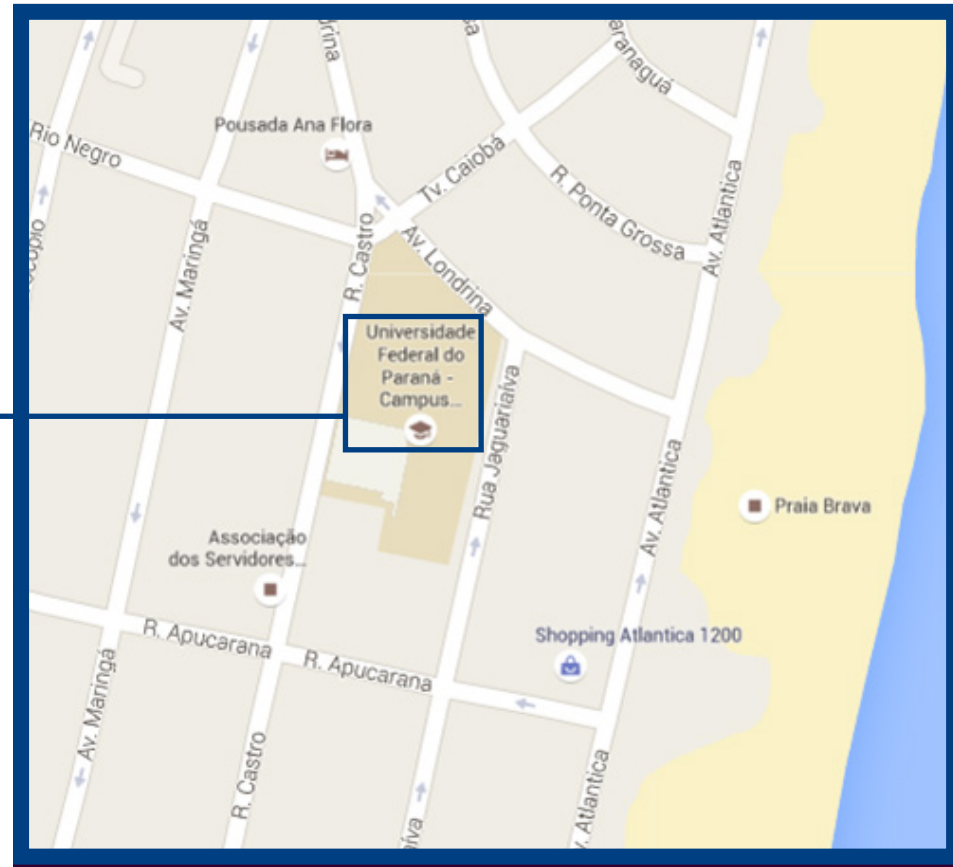 Rio Negro
Pousada Ana Flora
Tv. Caiobá
R. Ponta Grossa
Av. Atlantica
Av. Maringá
R. Castro
Av. Londrina
Universidade
Federal do
Paraná -
Campus...
Rua Jaguariaíva
Av. Atlantica
Praia Brava
Associação
dos Servidores...
R. Apucarana
R. Apucarana
Shopping Atlantica 1200
Av. Maringá
R. Castro